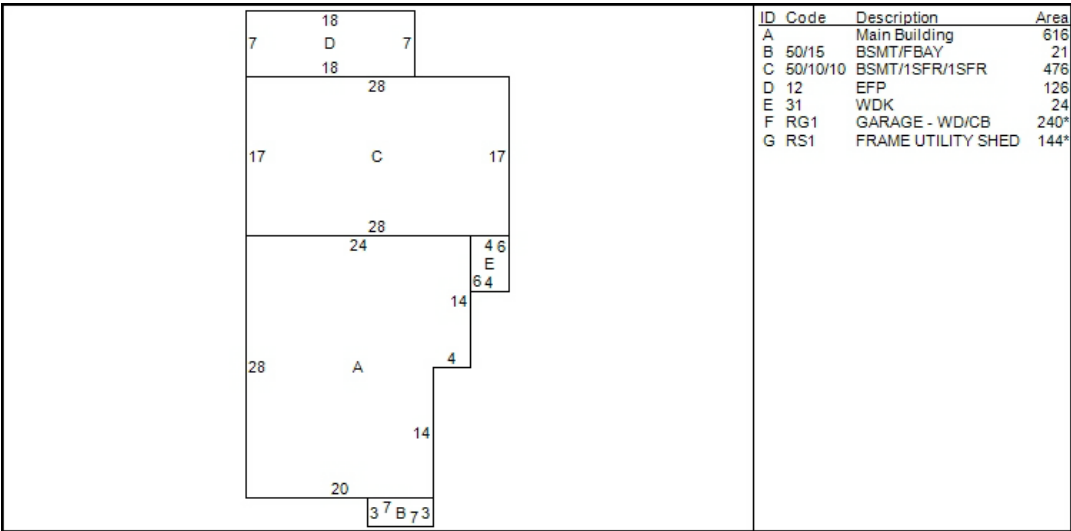 18
7 D 7
18
28
17 C 17
28
24
4 6
E
6 4
14
4
28 A
14
20
3 7 B 7 3
ID Code Description Area
A Main Building 616
B 50/15 BSMT/FBAY 21
C 50/10/10 BSMT/1SFR/1SFR 476
D 12 EFP 126
E 31 WDK 24
F RG1 GARAGE - WD/CB 240*
G RS1 FRAME UTILITY SHED 144*